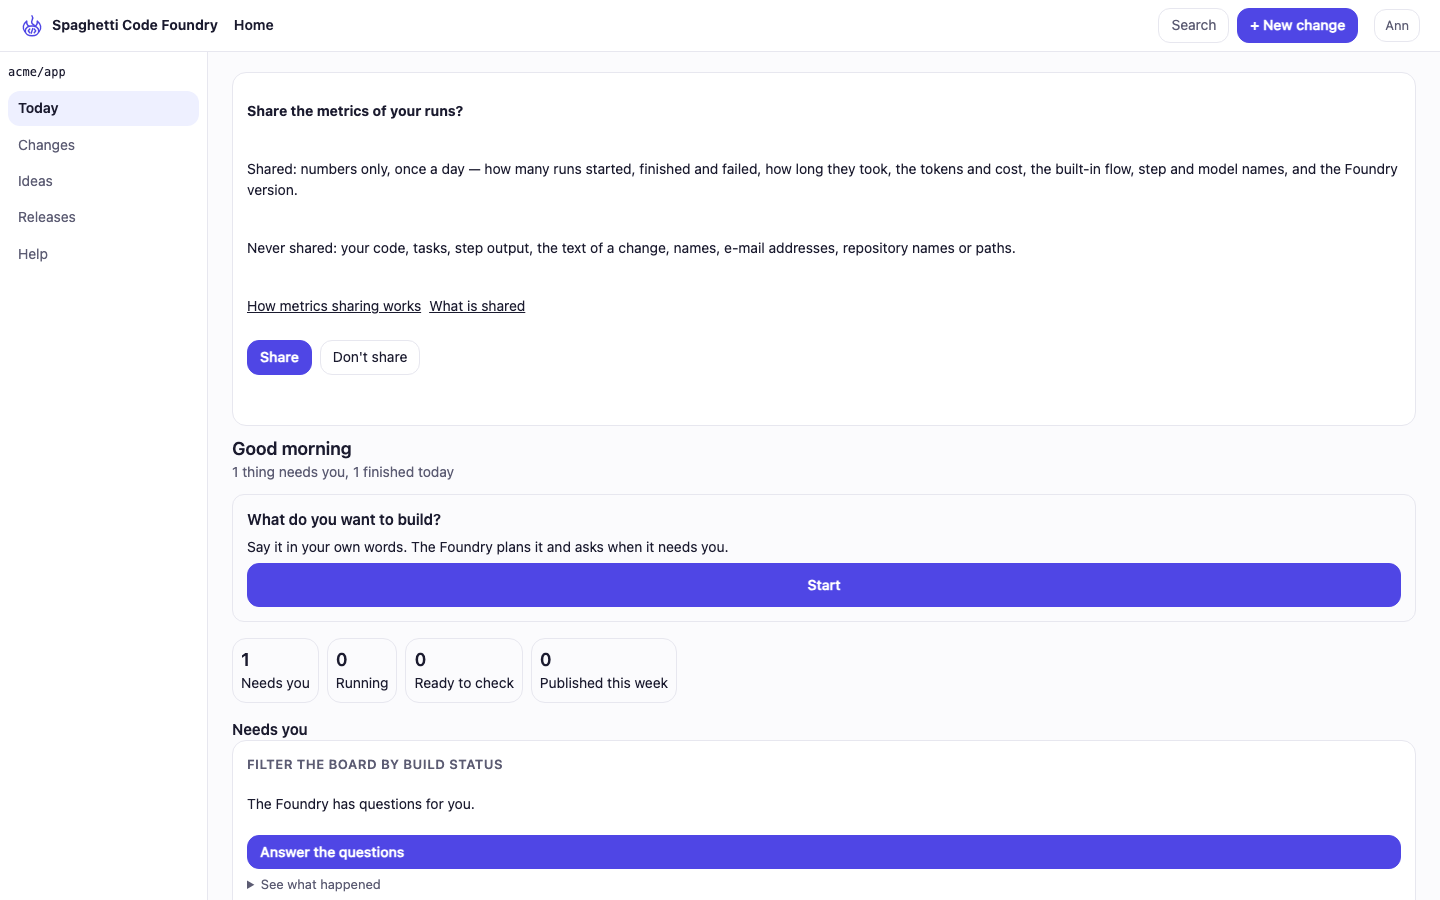 Spaghetti Code Foundry
Home
Search
+ New change
Ann
acme/app
Today
Changes
Ideas
Releases
Help
Share the metrics of your runs?
Shared: numbers only, once a day — how many runs started, finished and failed, how long they took, the tokens and cost, the built-in flow, step and model names, and the Foundry
version.
Never shared: your code, tasks, step output, the text of a change, names, e-mail addresses, repository names or paths.
How metrics sharing works What is shared
Share
Don't share
Good morning
1 thing needs you, 1 finished today
What do you want to build?
Say it in your own words. The Foundry plans it and asks when it needs you.
Start
1
Needs you
0
Running
0
Ready to check
0
Published this week
Needs you
FILTER THE BOARD BY BUILD STATUS
The Foundry has questions for you.
Answer the questions
See what happened